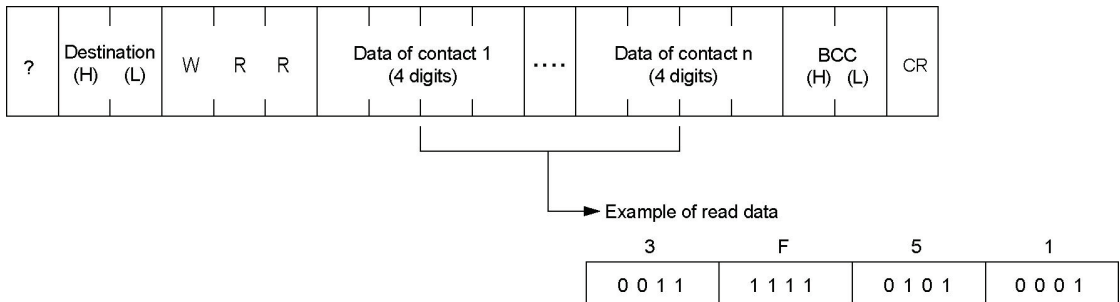 ? Destination (H) (L) W R R Data of contact 1 (4 digits) .... Data of contact n (4 digits) BCC (H) (L) CR
Example of read data
3 F 5 1
0 0 1 1 1 1 1 1 0 1 0 1 0 0 0 1